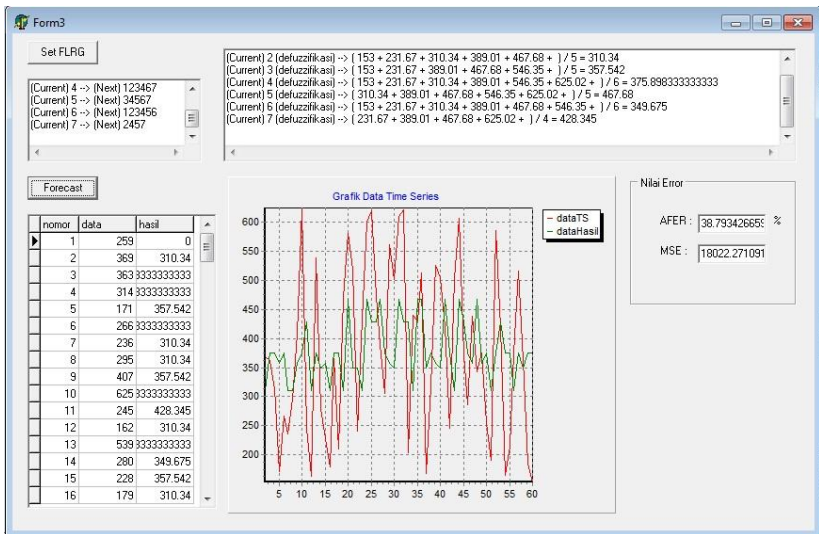 Form3
Set FLRG
(Current) 4 --> (Next) 123467
(Current) 5 --> (Next) 34567
(Current) 6 --> (Next) 123456
(Current) 7 --> (Next) 2457
(Current) 2 (defuzzifikasi) --> ( 153 + 231.67 + 310.34 + 389.01 + 467.68 +  ) / 5 = 310.34
(Current) 3 (defuzzifikasi) --> ( 153 + 231.67 + 389.01 + 467.68 + 546.35 +  ) / 5 = 357.542
(Current) 4 (defuzzifikasi) --> ( 153 + 231.67 + 310.34 + 389.01 + 546.35 + 625.02 +  ) / 6 = 375.898333333333
(Current) 5 (defuzzifikasi) --> ( 310.34 + 389.01 + 467.68 + 546.35 + 625.02 +  ) / 5 = 467.68
(Current) 6 (defuzzifikasi) --> ( 153 + 231.67 + 310.34 + 389.01 + 467.68 + 546.35 +  ) / 6 = 349.675
(Current) 7 (defuzzifikasi) --> ( 231.67 + 389.01 + 467.68 + 625.02 +  ) / 4 = 428.345
Forecast
nomor data hasil
1 259 0
2 369 310.34
3 363 8333333333
4 314 8333333333
5 171 357.542
6 266 8333333333
7 236 310.34
8 295 310.34
9 407 357.542
10 625 8333333333
11 245 428.345
12 162 310.34
13 539 8333333333
14 280 349.675
15 228 357.542
16 179 310.34
Grafik Data Time Series
600
550
500
450
400
350
300
250
200
5 10 15 20 25 30 35 40 45 50 55 60
dataTS
dataHasil
Nilai Error
AFER : 38.793426655 %
MSE : 18022.271091